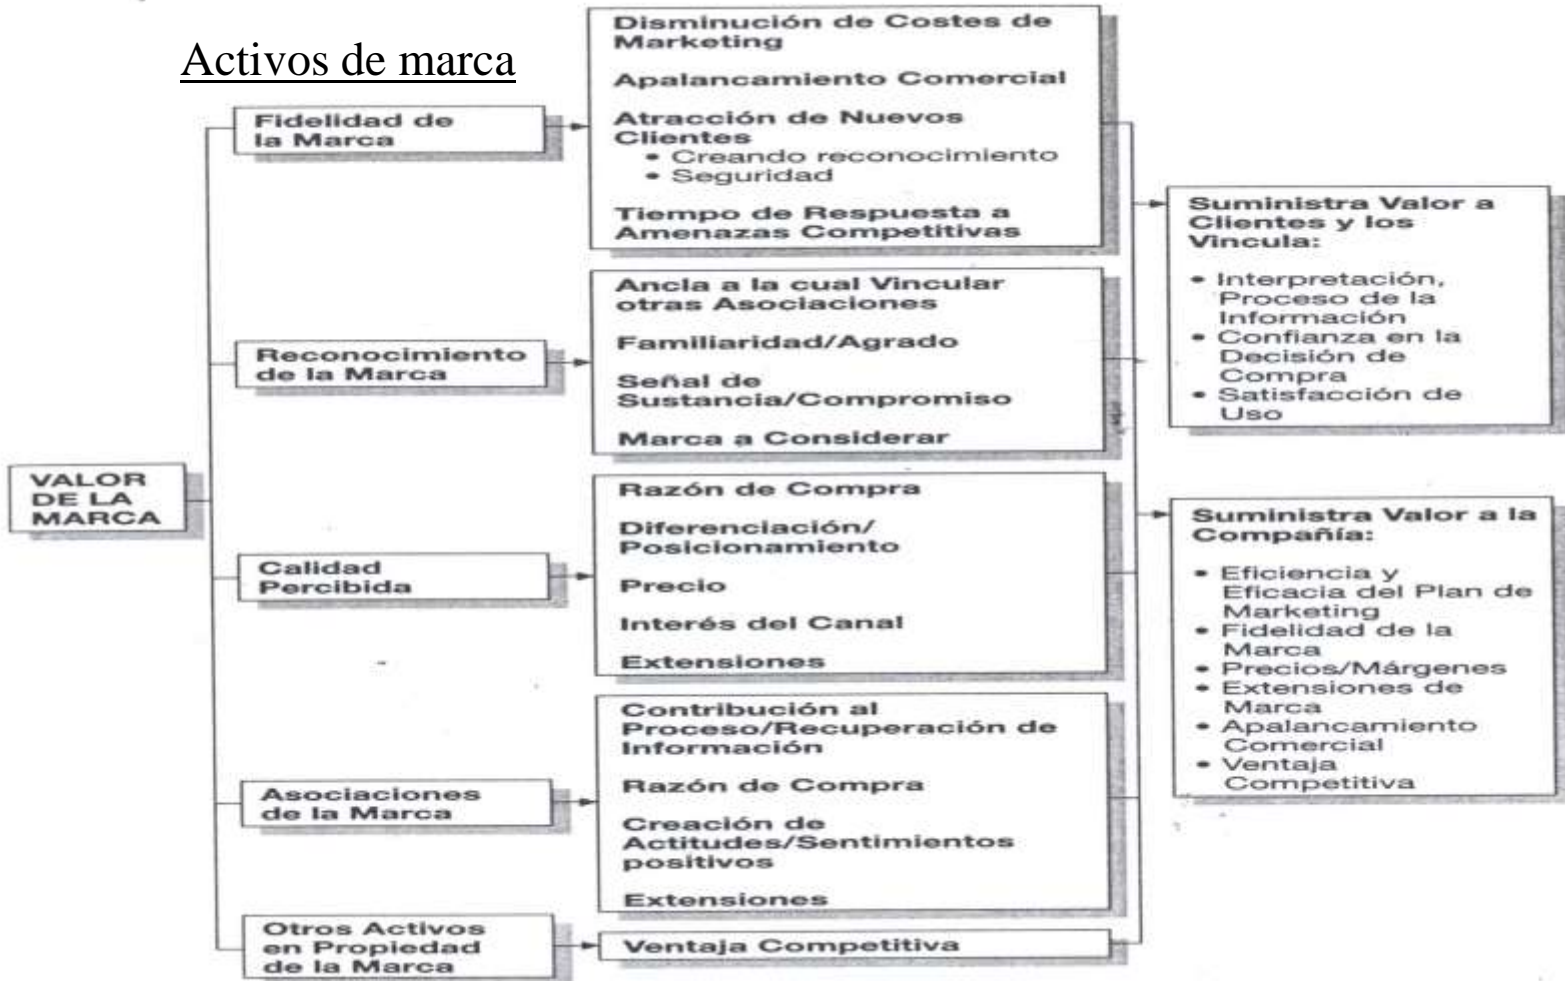 Activos de marca
VALOR
DE LA
MARCA
Fidelidad de
la Marca
Disminución de Costes de
Marketing
Apalancamiento Comercial
Atracción de Nuevos
Clientes
• Creando reconocimiento
• Seguridad
Tiempo de Respuesta a
Amenazas Competitivas
Reconocimiento
de la Marca
Ancla a la cual Vincular
otras Asociaciones
Familiaridad/Agrado
Señal de
Sustancia/Compromiso
Marca a Considerar
Calidad
Percibida
Razón de Compra
Diferenciación/
Posicionamiento
Precio
Interés del Canal
Extensiones
Asociaciones
de la Marca
Contribución al
Proceso/Recuperación de
Información
Razón de Compra
Creación de
Actitudes/Sentimientos
positivos
Extensiones
Otros Activos
en Propiedad
de la Marca
Ventaja Competitiva
Suministra Valor a
Clientes y los
Vincula:
• Interpretación,
Proceso de la
Información
• Confianza en la
Decisión de
Compra
• Satisfacción de
Uso
Suministra Valor a la
Compañía:
• Eficiencia y
Eficacia del Plan de
Marketing
• Fidelidad de la
Marca
• Precios/Márgenes
• Extensiones de
Marca
• Apalancamiento
Comercial
• Ventaja
Competitiva